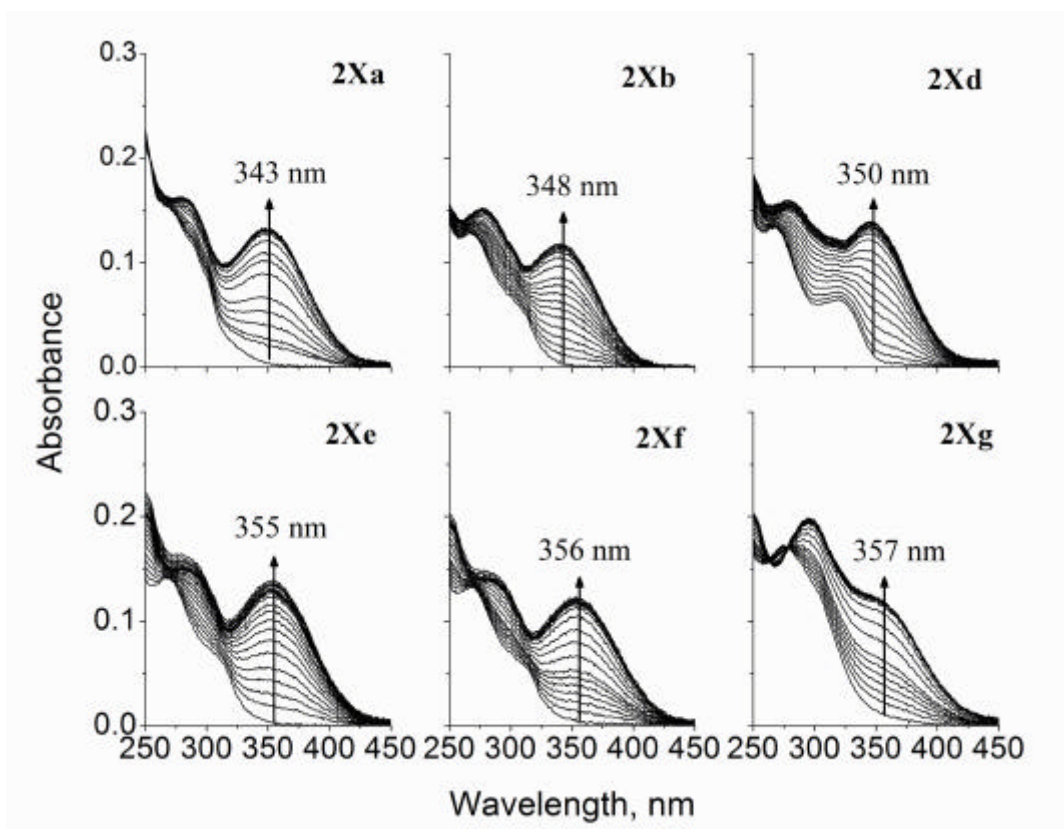 0.3
2Xa
2Xb
2Xd
0.2
343 nm
348 nm
350 nm
0.1
0.0
0.3
2Xe
2Xf
2Xg
0.2
355 nm
356 nm
357 nm
0.1
0.0
250 300 350 400 450
250 300 350 400 450
250 300 350 400 450
Absorbance
Wavelength, nm